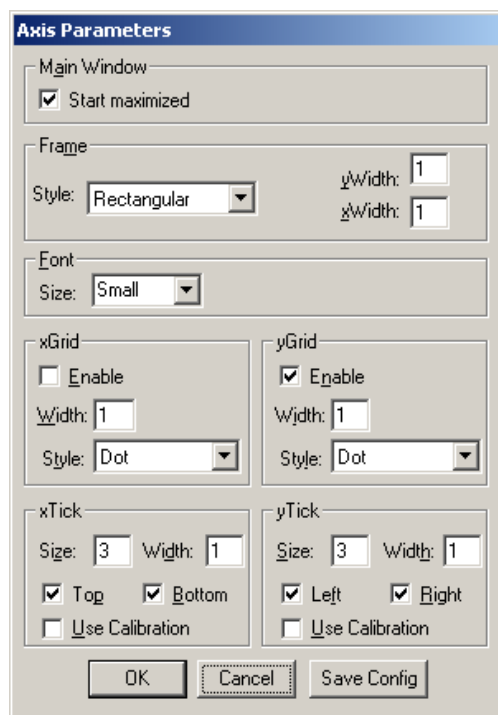 Axis Parameters
Main Window
Start maximized
Frame
Style: Rectangular
yWidth: 1
xWidth: 1
Font
Size: Small
xGrid
Enable
Width: 1
Style: Dot
yGrid
Enable
Width: 1
Style: Dot
xTick
Size: 3 Width: 1
Top Bottom
Use Calibration
yTick
Size: 3 Width: 1
Left Right
Use Calibration
OK Cancel Save Config